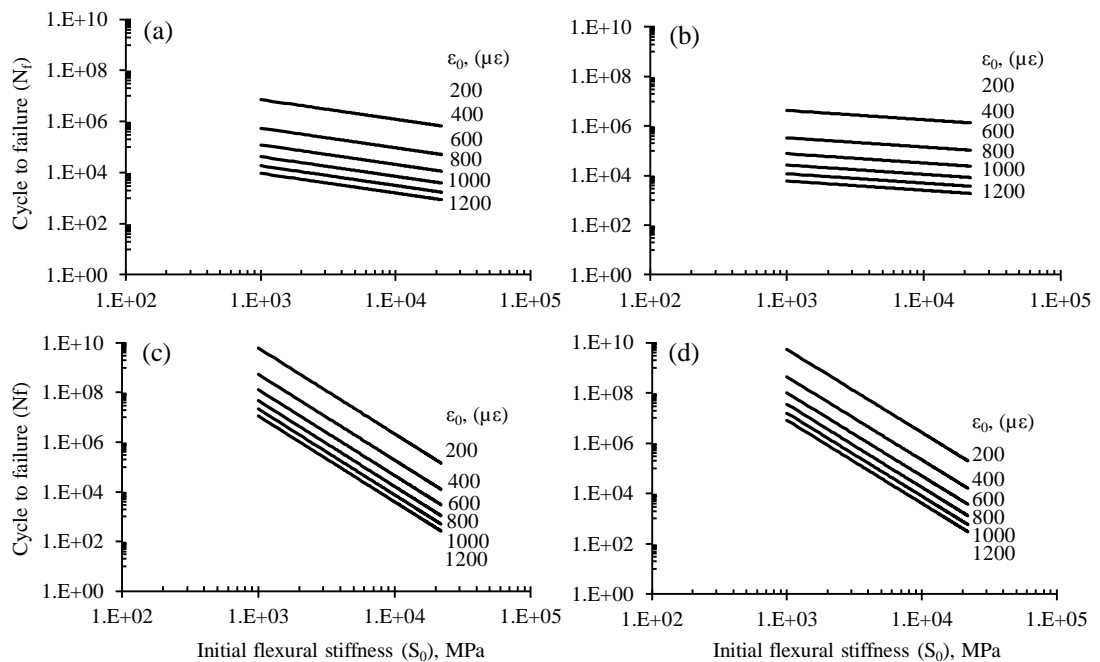 (a)
Cycle to failure (N_f)
1.E+10
1.E+08
1.E+06
1.E+04
1.E+02
1.E+00
ε₀, (με)
200
400
600
800
1000
1200
1.E+02 1.E+03 1.E+04 1.E+05
(b)
1.E+10
1.E+08
1.E+06
1.E+04
1.E+02
1.E+00
ε₀, (με)
200
400
600
800
1000
1200
1.E+02 1.E+03 1.E+04 1.E+05
(c)
Cycle to failure (Nf)
1.E+10
1.E+08
1.E+06
1.E+04
1.E+02
1.E+00
ε₀, (με)
200
400
600
800
1000
1200
1.E+02 1.E+03 1.E+04 1.E+05
Initial flexural stiffness (S₀), MPa
(d)
1.E+10
1.E+08
1.E+06
1.E+04
1.E+02
1.E+00
ε₀, (με)
200
400
600
800
1000
1200
1.E+02 1.E+03 1.E+04 1.E+05
Initial flexural stiffness (S₀), MPa